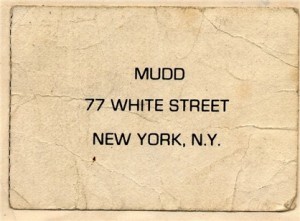 MUDD
77 WHITE STREET
NEW YORK, N.Y.